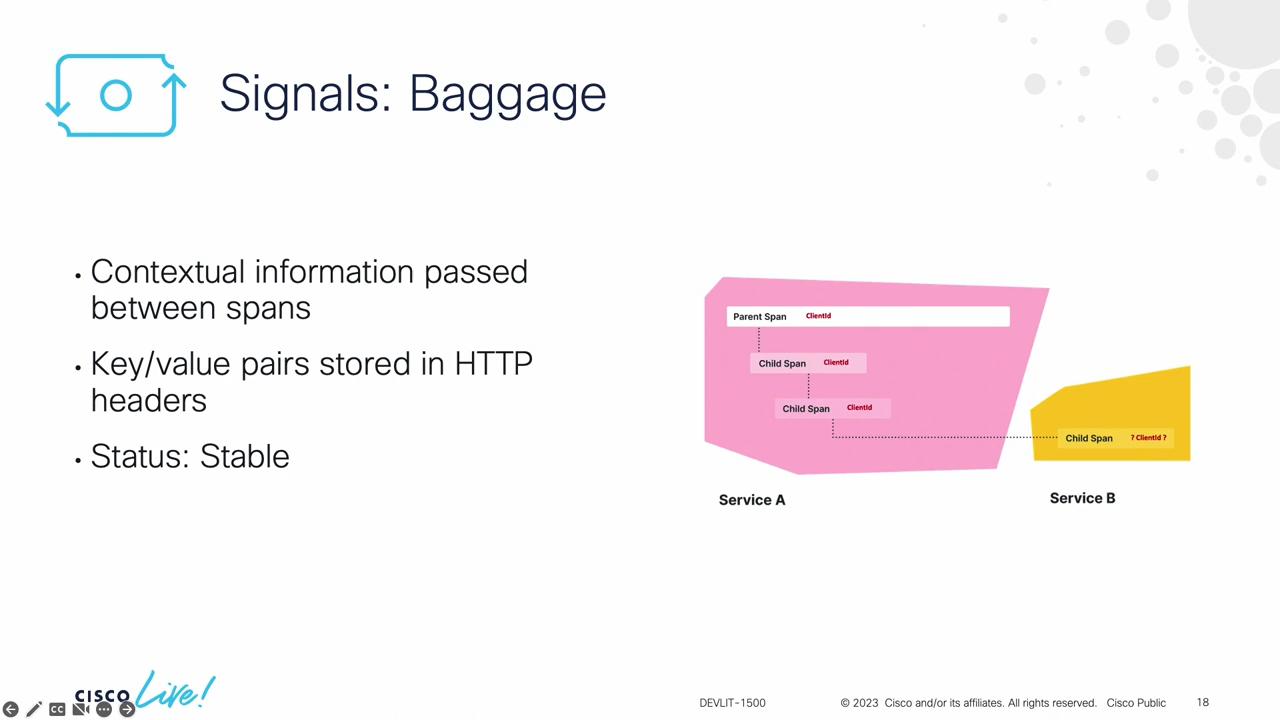 Signals: Baggage
• Contextual information passed
between spans
• Key/value pairs stored in HTTP
headers
• Status: Stable
Parent Span ClientId
Child Span ClientId
Child Span ClientId
Child Span ? ClientId ?
Service A
Service B
CISCO Live!
CC
DEVLIT-1500
© 2023 Cisco and/or its affiliates. All rights reserved. Cisco Public
18